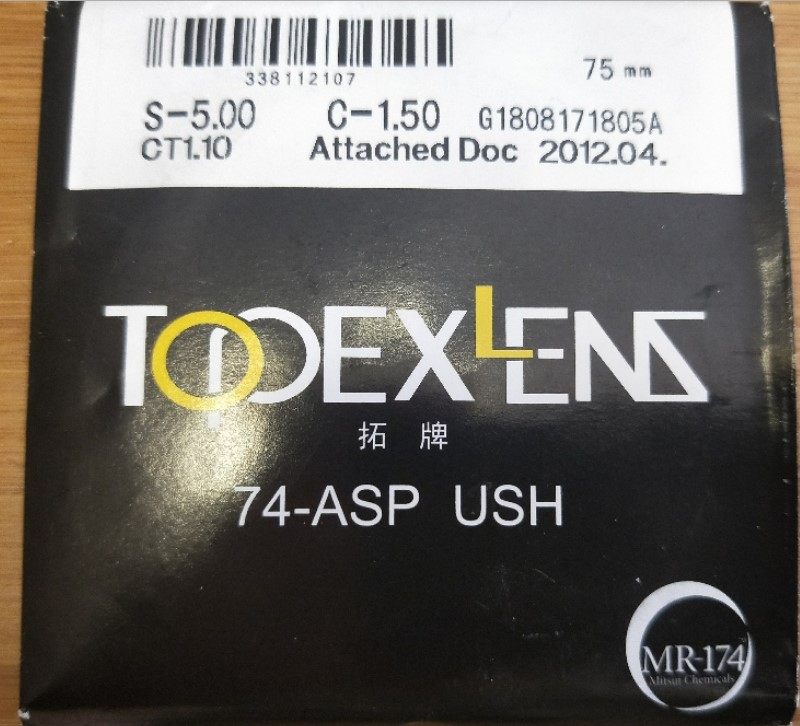 338112107
75 mm
S-5.00 C-1.50 G1808171805A
CT1.10 Attached Doc 2012.04.
TOPOEXLENS
拓牌
74-ASP USH
MR-174
Mitsui Chemicals